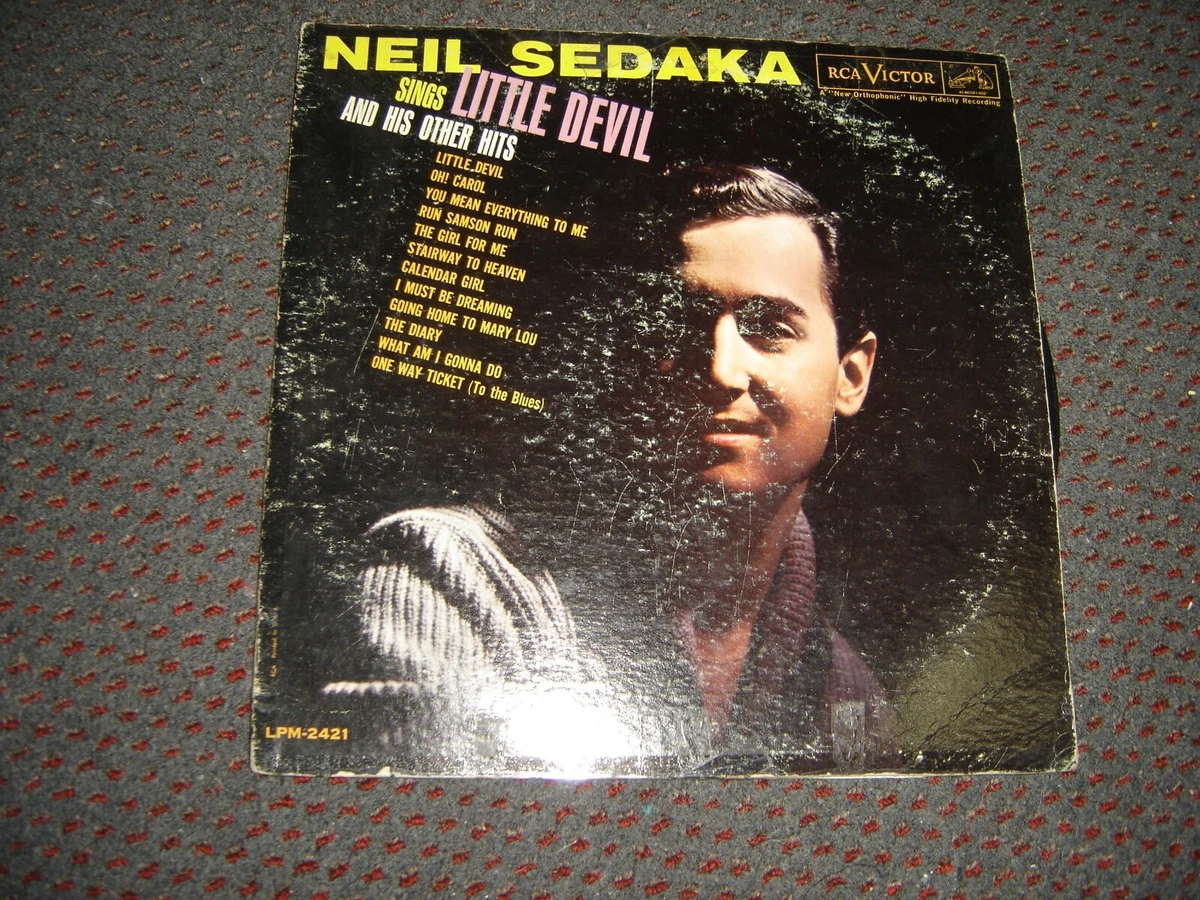 NEIL SEDAKA
RCA VICTOR
"New Orthophonic" High Fidelity Recording
SINGS LITTLE DEVIL
AND HIS OTHER HITS
LITTLE DEVIL
OH! CAROL
YOU MEAN EVERYTHING TO ME
RUN SAMSON RUN
THE GIRL FOR ME
STAIRWAY TO HEAVEN
CALENDAR GIRL
I MUST BE DREAMING
GOING HOME TO MARY LOU
THE DIARY
WHAT AM I GONNA DO
ONE WAY TICKET (To the Blues)
LPM-2421